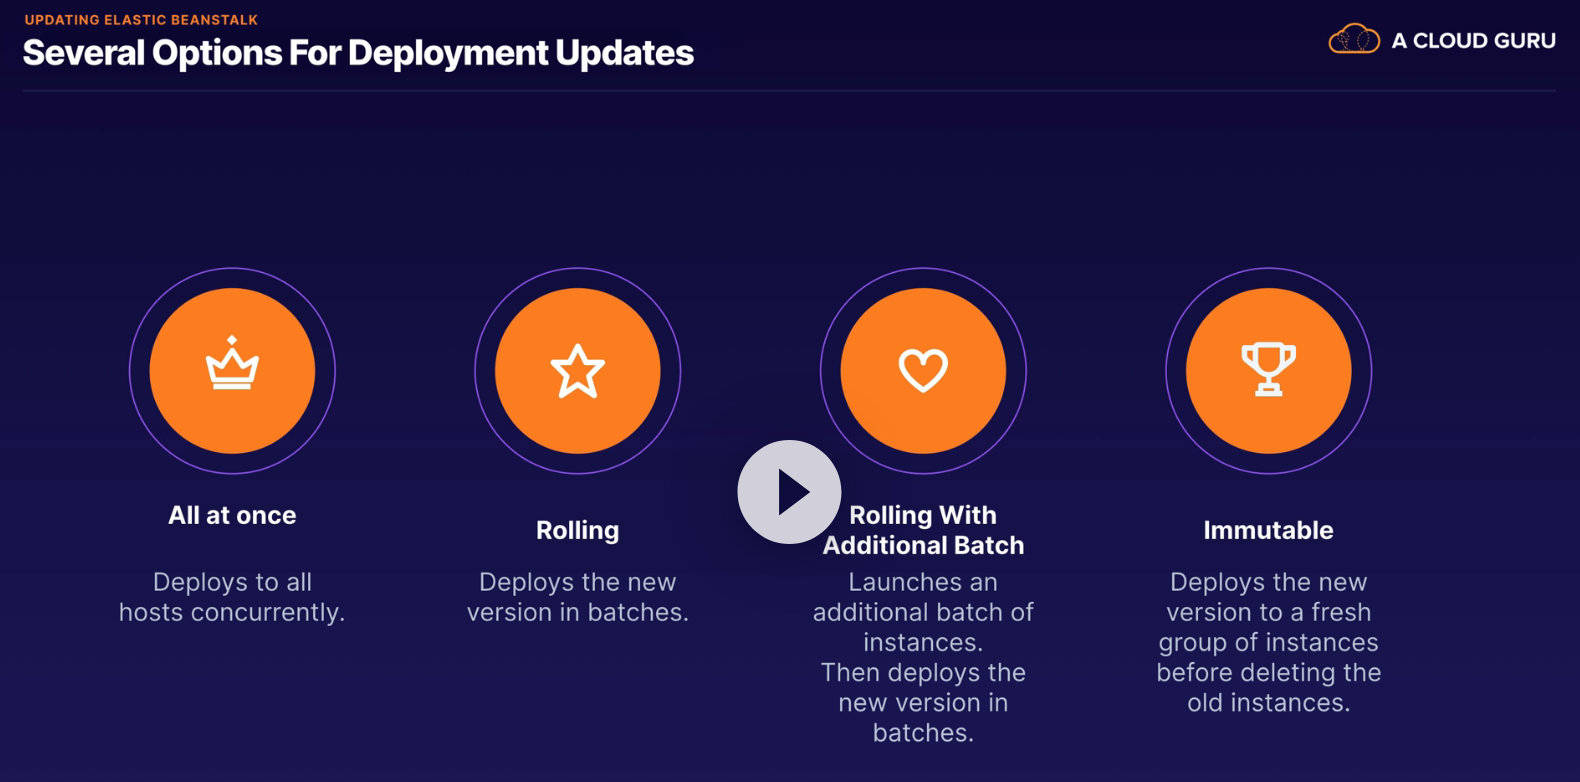 UPDATING ELASTIC BEANSTALK
Several Options For Deployment Updates
A CLOUD GURU
All at once
Deploys to all
hosts concurrently.
Rolling
Deploys the new
version in batches.
Rolling With
Additional Batch
Launches an
additional batch of
instances.
Then deploys the
new version in
batches.
Immutable
Deploys the new
version to a fresh
group of instances
before deleting the
old instances.